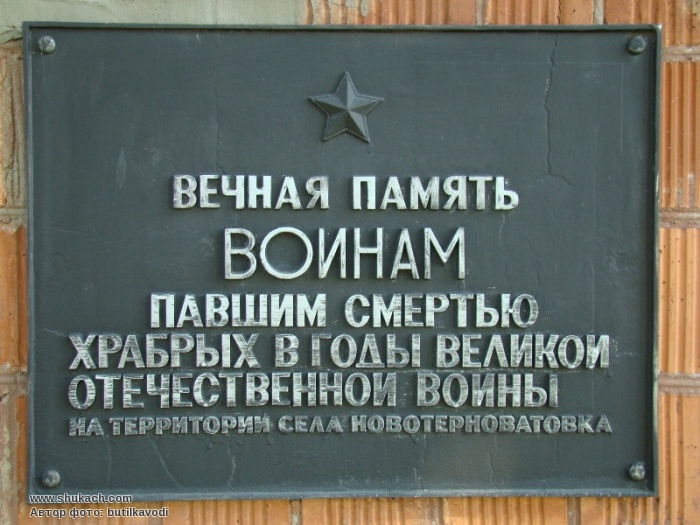 ВЕЧНАЯ ПАМЯТЬ
ВОИНАМ
ПАВШИМ СМЕРТЬЮ
ХРАБРЫХ В ГОДЫ ВЕЛИКОЙ
ОТЕЧЕСТВЕННОЙ ВОЙНЫ
НА ТЕРРИТОРИИ СЕЛА НОВОТЕРНОВАТОВКА
www.shukach.com
Автор фото: butilkavodi